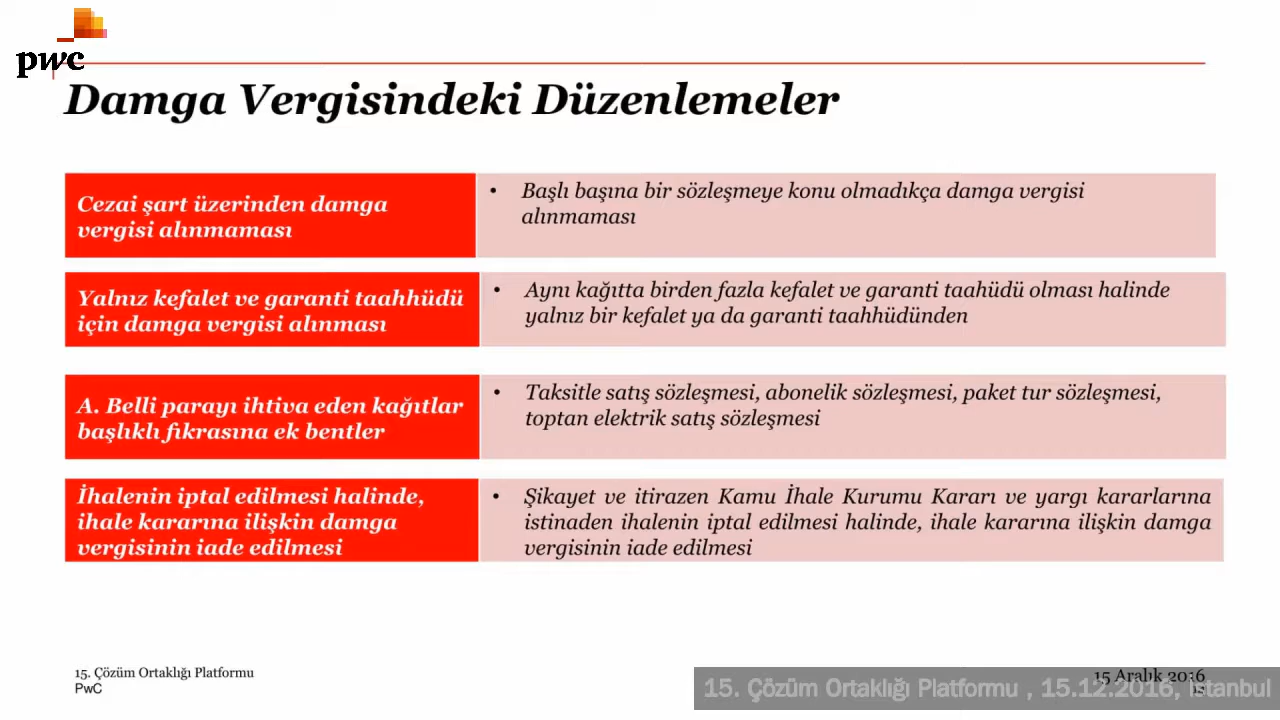 pwc
Damga Vergisindeki Düzenlemeler
Cezai şart üzerinden damga
vergisi alınmaması
• Başlı başına bir sözleşmeye konu olmadıkça damga vergisi
alınmaması
Yalnız kefalet ve garanti taahhüdü
için damga vergisi alınması
• Aynı kağıtta birden fazla kefalet ve garanti taahüdü olması halinde
yalnız bir kefalet ya da garanti taahhüdünden
A. Belli parayı ihtiva eden kağıtlar
başlıklı fıkrasına ek bentler
• Taksitle satış sözleşmesi, abonelik sözleşmesi, paket tur sözleşmesi,
toptan elektrik satış sözleşmesi
İhalenin iptal edilmesi halinde,
ihale kararına ilişkin damga
vergisinin iade edilmesi
• Şikayet ve itirazen Kamu İhale Kurumu Kararı ve yargı kararlarına
istinaden ihalenin iptal edilmesi halinde, ihale kararına ilişkin damga
vergisinin iade edilmesi
15. Çözüm Ortaklığı Platformu
PwC
15 Aralık 2016
15. Çözüm Ortaklığı Platformu , 15.12.2016, İstanbul